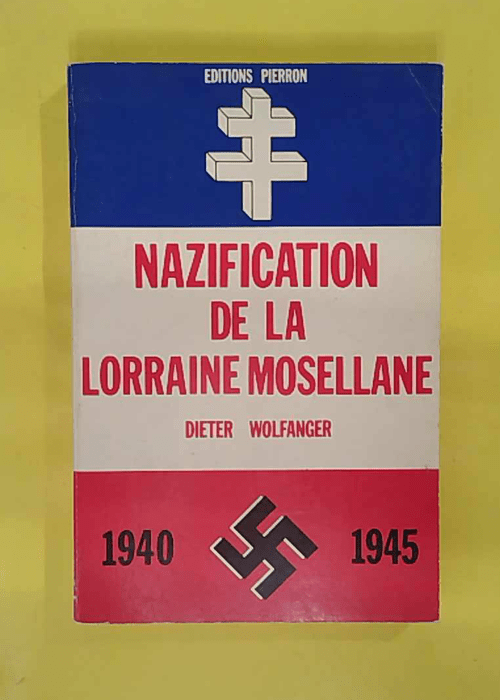 EDITIONS PIERRON
NAZIFICATION
DE LA
LORRAINE MOSELLANE
DIETER WOLFANGER
1940 1945